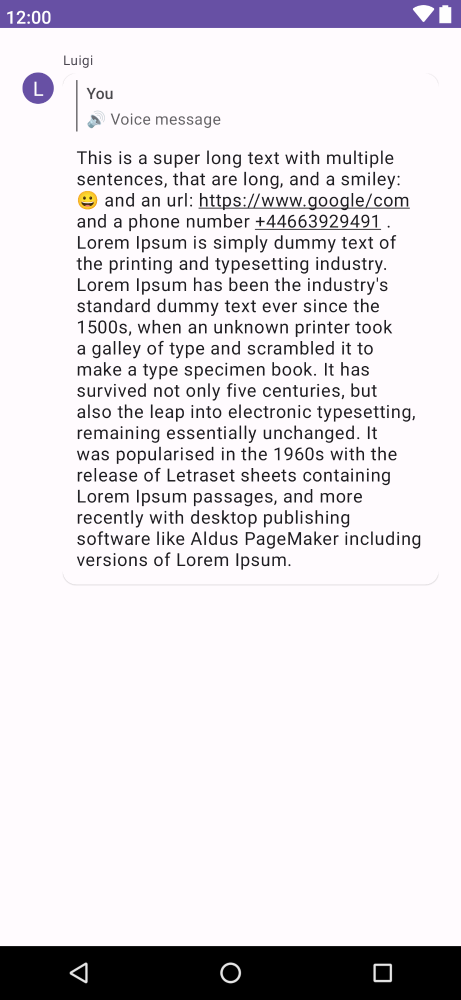 12:00
Luigi
L
You
🔊 Voice message
This is a super long text with multiple
sentences, that are long, and a smiley:
😀 and an url: https://www.google/com
and a phone number +44663929491 .
Lorem Ipsum is simply dummy text of
the printing and typesetting industry.
Lorem Ipsum has been the industry's
standard dummy text ever since the
1500s, when an unknown printer took
a galley of type and scrambled it to
make a type specimen book. It has
survived not only five centuries, but
also the leap into electronic typesetting,
remaining essentially unchanged. It
was popularised in the 1960s with the
release of Letraset sheets containing
Lorem Ipsum passages, and more
recently with desktop publishing
software like Aldus PageMaker including
versions of Lorem Ipsum.